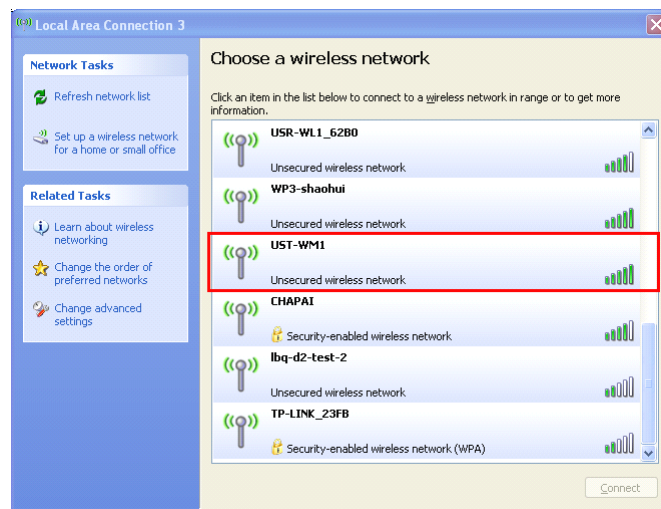 Local Area Connection 3
Network Tasks
Refresh network list
Set up a wireless network
for a home or small office
Related Tasks
Learn about wireless
networking
Change the order of
preferred networks
Change advanced
settings
Choose a wireless network
Click an item in the list below to connect to a wireless network in range or to get more
information.
USR-WL1_62B0
Unsecured wireless network
WP3-shaohui
Unsecured wireless network
UST-WM1
Unsecured wireless network
CHAPAI
Security-enabled wireless network
lbq-d2-test-2
Unsecured wireless network
TP-LINK_23FB
Security-enabled wireless network (WPA)
Connect